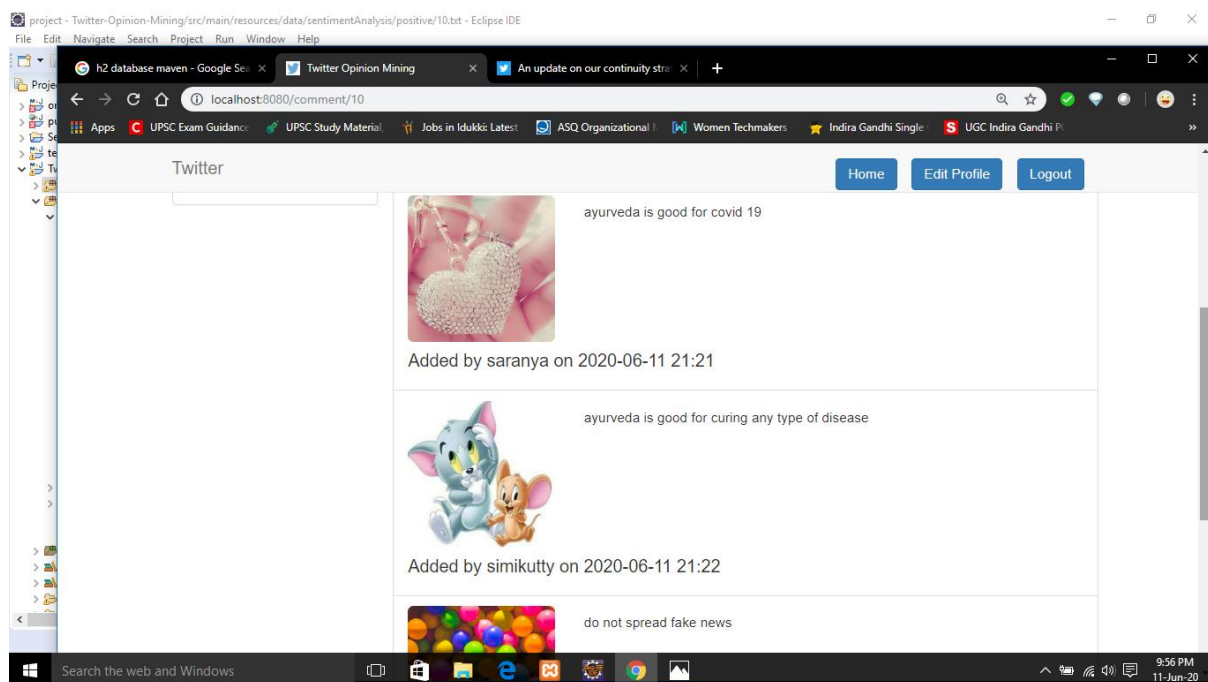 project - Twitter-Opinion-Mining/src/main/resources/data/sentimentAnalysis/positive/10.txt - Eclipse IDE
File Edit Navigate Search Project Run Window Help
h2 database maven - Google Sea
Twitter Opinion Mining
An update on our continuity stra
Proje
localhost:8080/comment/10
Apps
UPSC Exam Guidance
UPSC Study Material,
Jobs in Idukki: Latest
ASQ Organizational
Women Techmakers
Indira Gandhi Single
UGC Indira Gandhi
»
or
Se
te
Tv
Twitter
Home
Edit Profile
Logout
ayurveda is good for covid 19
Added by saranya on 2020-06-11 21:21
ayurveda is good for curing any type of disease
Added by simikutty on 2020-06-11 21:22
do not spread fake news
Search the web and Windows
9:56 PM
11-Jun-20